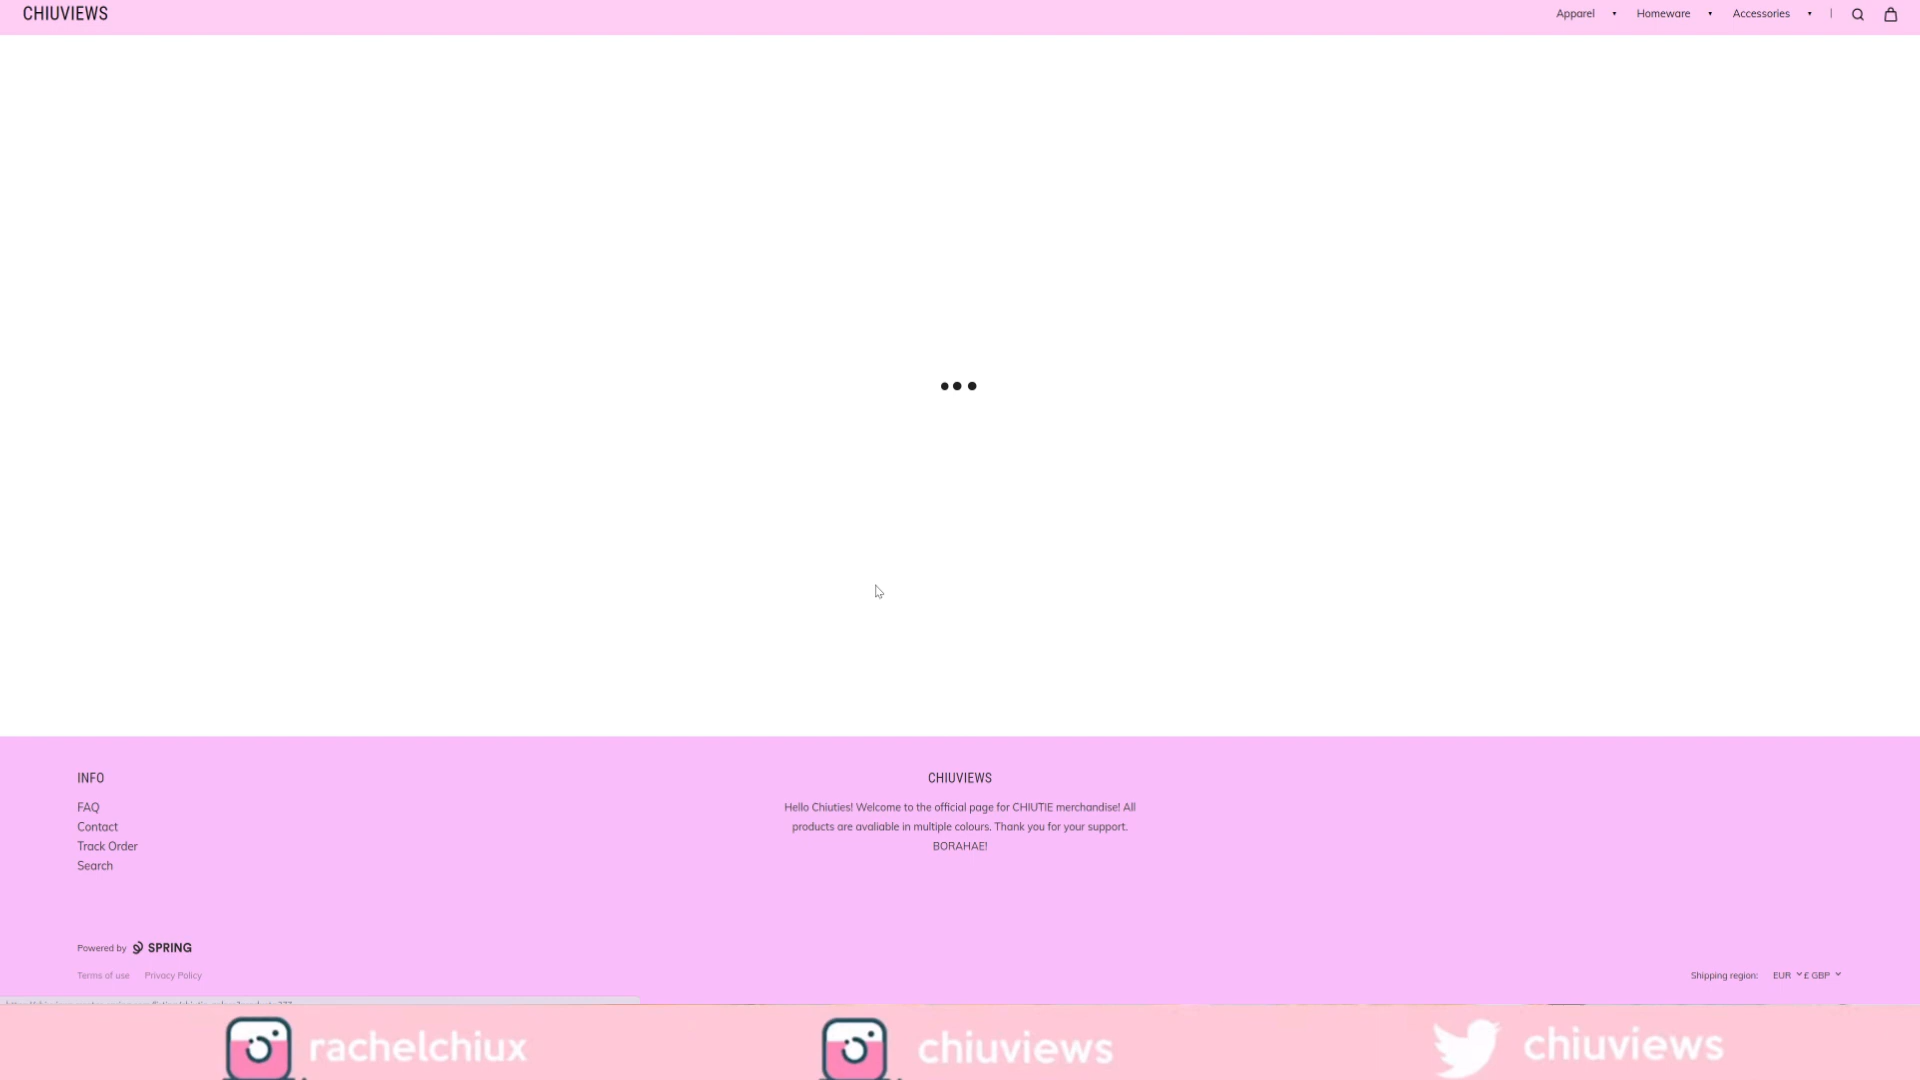 CHIUVIEWS
Apparel
Homeware
Accessories
INFO
FAQ
Contact
Track Order
Search
CHIUVIEWS
Hello Chiuties! Welcome to the official page for CHIUTIE merchandise! All
products are avaliable in multiple colours. Thank you for your support.
BORAHAE!
Powered by SPRING
Terms of use Privacy Policy
Shipping region: EUR £ GBP
rachelchiux
chiuviews
chiuviews